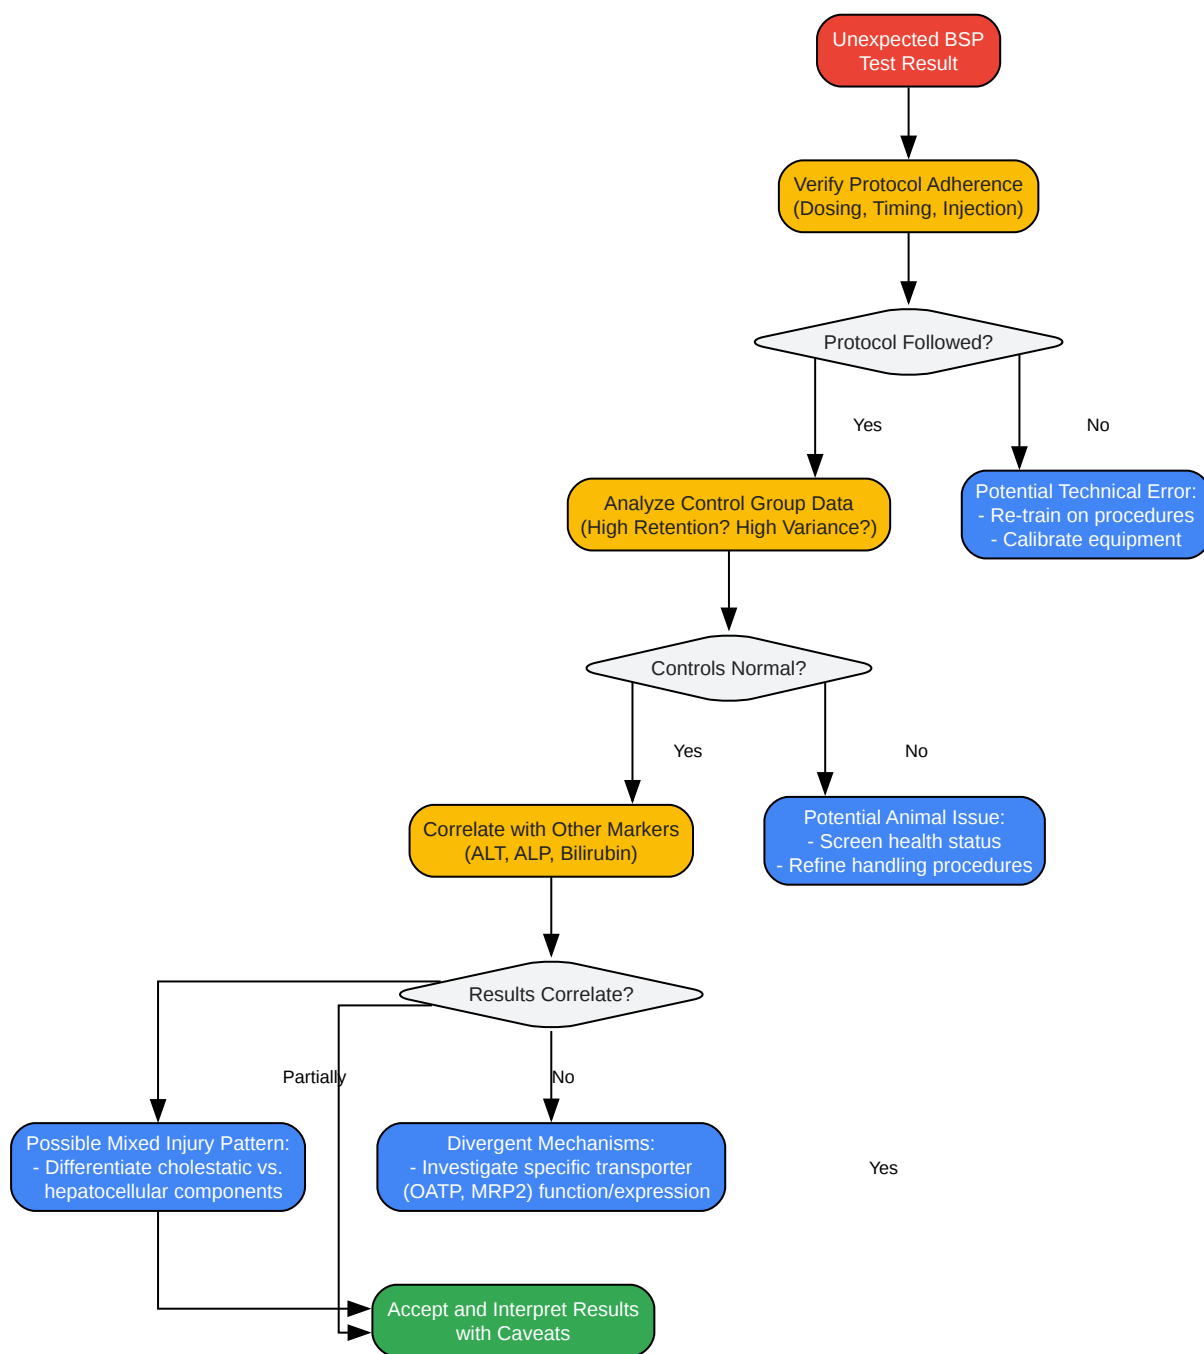 Unexpected BSP
Test Result
Verify Protocol Adherence
(Dosing, Timing, Injection)
Protocol Followed?
Yes
No
Analyze Control Group Data
(High Retention? High Variance?)
Potential Technical Error:
- Re-train on procedures
- Calibrate equipment
Controls Normal?
Yes
No
Correlate with Other Markers
(ALT, ALP, Bilirubin)
Potential Animal Issue:
- Screen health status
- Refine handling procedures
Results Correlate?
Partially
No
Possible Mixed Injury Pattern:
- Differentiate cholestatic vs.
hepatocellular components
Divergent Mechanisms:
- Investigate specific transporter
(OATP, MRP2) function/expression
Yes
Accept and Interpret Results
with Caveats